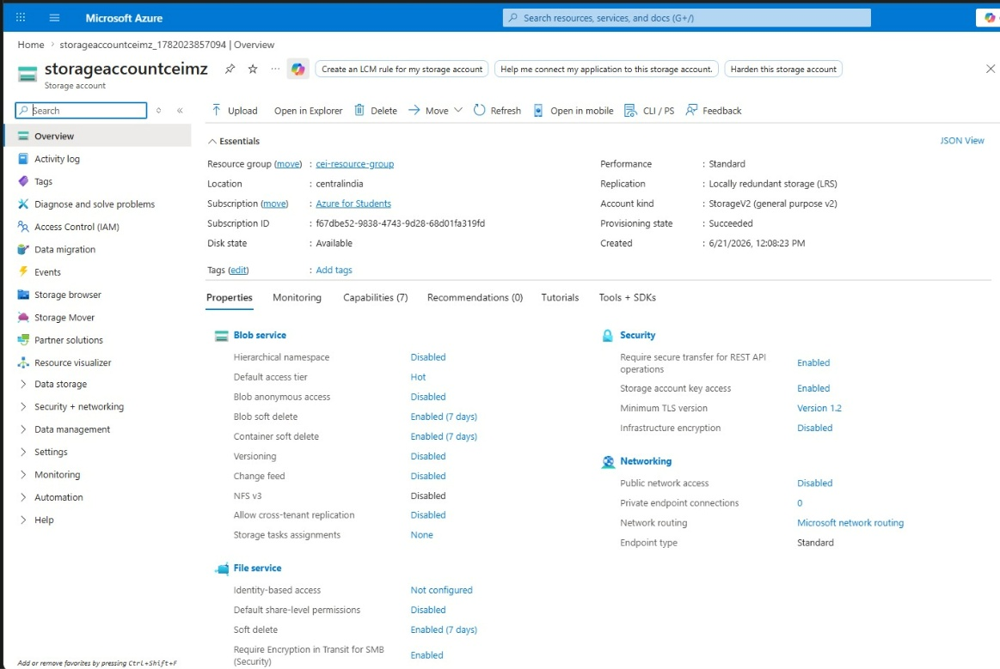 Microsoft Azure
Search resources, services, and docs (G+/)
Home > storageaccountceimz_1782023857094 | Overview
storageaccountceimz
Storage account
Create an LCM rule for my storage account
Help me connect my application to this storage account.
Harden this storage account
Search
Upload Open in Explorer Delete Move Refresh Open in mobile CLI / PS Feedback
Overview
Activity log
Tags
Diagnose and solve problems
Access Control (IAM)
Data migration
Events
Storage browser
Storage Mover
Partner solutions
Resource visualizer
Data storage
Security + networking
Data management
Settings
Monitoring
Automation
Help
Add or remove favorites by pressing Ctrl+Shift+F
Essentials
JSON View
Resource group (move) : cei-resource-group
Location : centralindia
Subscription (move) : Azure for Students
Subscription ID : f67dbe52-9838-4743-9d28-68d01fa319fd
Disk state : Available
Tags (edit) : Add tags
Performance : Standard
Replication : Locally redundant storage (LRS)
Account kind : StorageV2 (general purpose v2)
Provisioning state : Succeeded
Created : 6/21/2026, 12:08:23 PM
Properties Monitoring Capabilities (7) Recommendations (0) Tutorials Tools + SDKs
Blob service
Hierarchical namespace Disabled
Default access tier Hot
Blob anonymous access Disabled
Blob soft delete Enabled (7 days)
Container soft delete Enabled (7 days)
Versioning Disabled
Change feed Disabled
NFS v3 Disabled
Allow cross-tenant replication Disabled
Storage tasks assignments None
File service
Identity-based access Not configured
Default share-level permissions Disabled
Soft delete Enabled (7 days)
Require Encryption in Transit for SMB
(Security) Enabled
Security
Require secure transfer for REST API
operations Enabled
Storage account key access Enabled
Minimum TLS version Version 1.2
Infrastructure encryption Disabled
Networking
Public network access Disabled
Private endpoint connections 0
Network routing Microsoft network routing
Endpoint type Standard